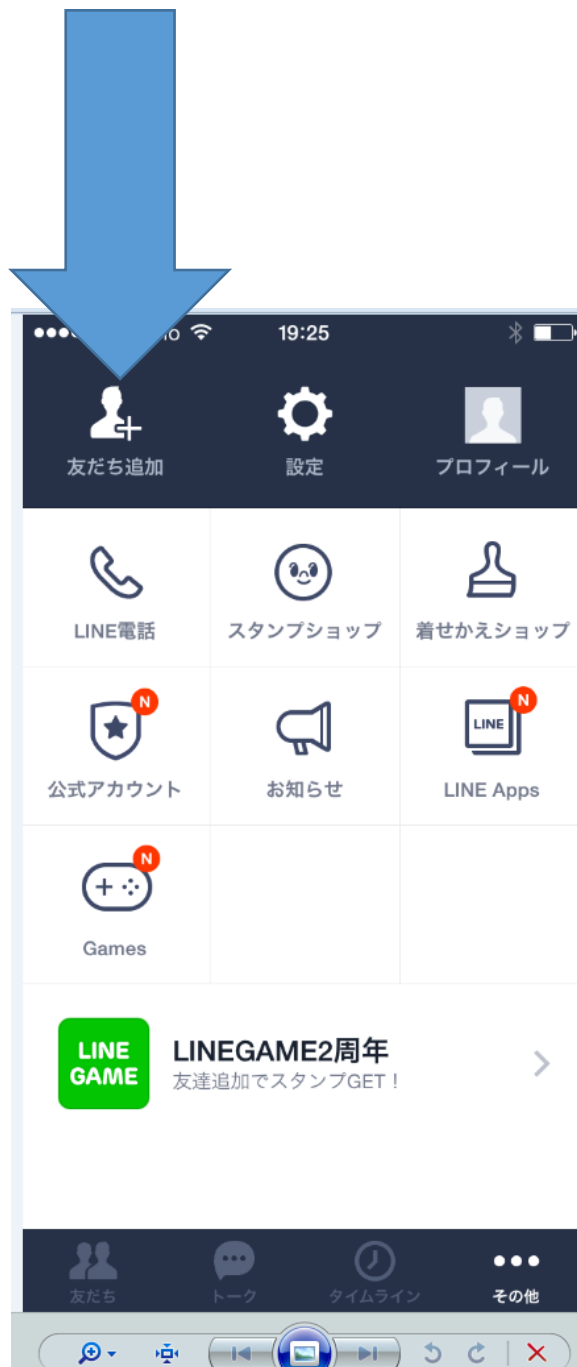 19:25
友だち追加
設定
プロフィール
LINE電話
スタンプショップ
着せかえショップ
N
公式アカウント
お知らせ
N
LINE
LINE Apps
N
Games
LINE
GAME
LINEGAME2周年
友達追加でスタンプGET！
友だち
トーク
タイムライン
その他